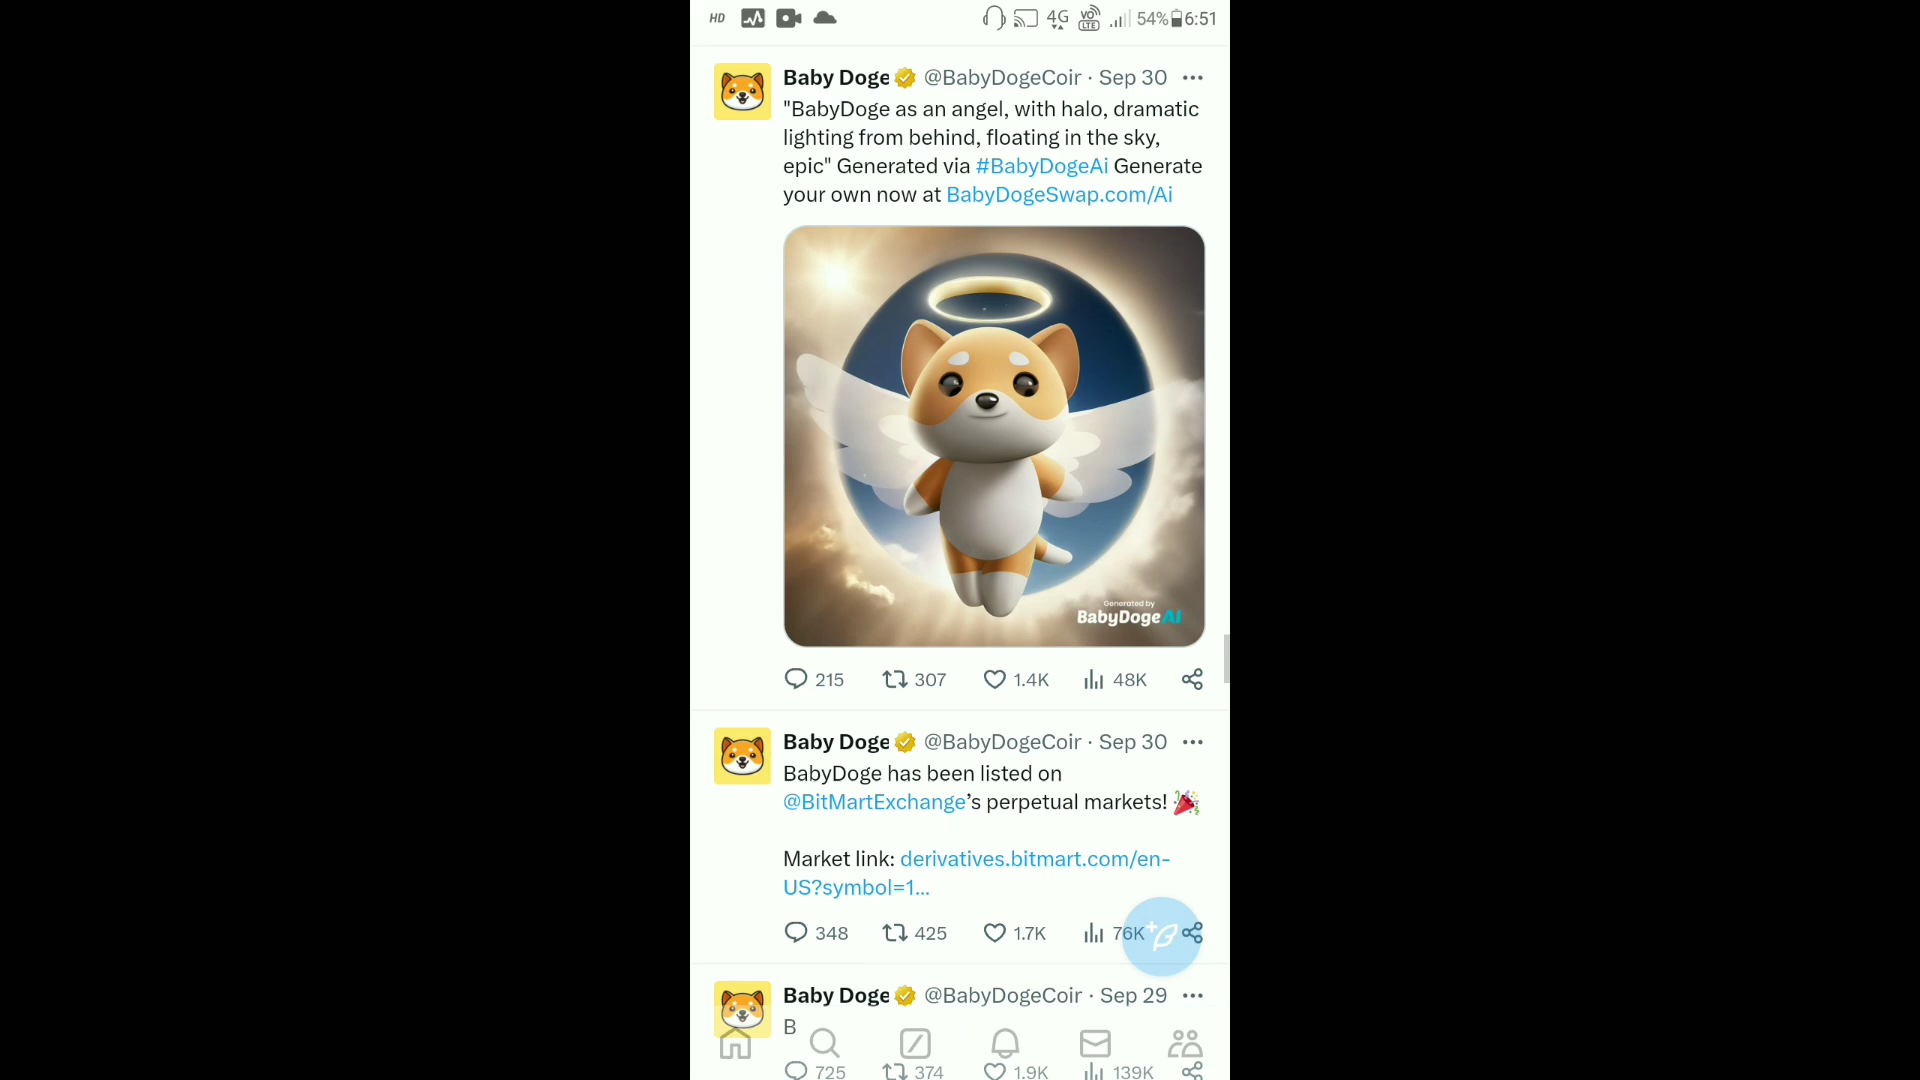 HD 4G VO LTE 54% 6:51
Baby Doge @BabyDogeCoir · Sep 30
"BabyDoge as an angel, with halo, dramatic
lighting from behind, floating in the sky,
epic" Generated via #BabyDogeAi Generate
your own now at BabyDogeSwap.com/Ai
Generated by
BabyDogeAI
215 307 1.4K 48K
Baby Doge @BabyDogeCoir · Sep 30
BabyDoge has been listed on
@BitMartExchange’s perpetual markets!
Market link: derivatives.bitmart.com/en-
US?symbol=1...
348 425 1.7K 76K
Baby Doge @BabyDogeCoir · Sep 29
B
725 374 1.9K 139K